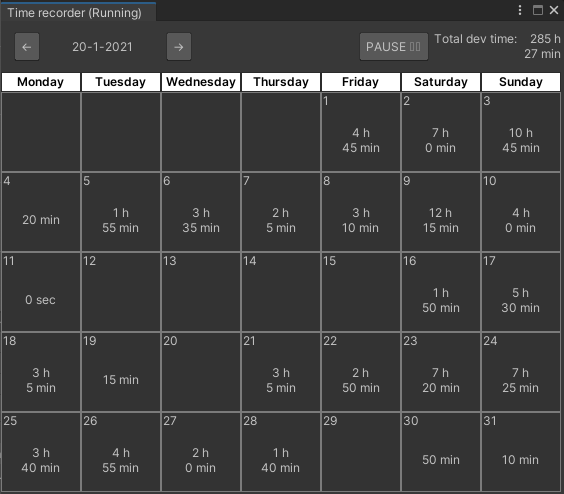 Time recorder (Running)
← 20-1-2021 → PAUSE Total dev time: 285 h
27 min
Monday Tuesday Wednesday Thursday Friday Saturday Sunday
1 2 3
4 h 7 h 10 h
45 min 0 min 45 min
4 5 6 7 8 9 10
1 h 3 h 2 h 3 h 12 h 4 h
20 min 55 min 35 min 5 min 10 min 15 min 0 min
11 12 13 14 15 16 17
0 sec 1 h 5 h
50 min 30 min
18 19 20 21 22 23 24
3 h 3 h 2 h 7 h 7 h
5 min 15 min 5 min 50 min 20 min 25 min
25 26 27 28 29 30 31
3 h 4 h 2 h 1 h
40 min 55 min 0 min 40 min 50 min 10 min